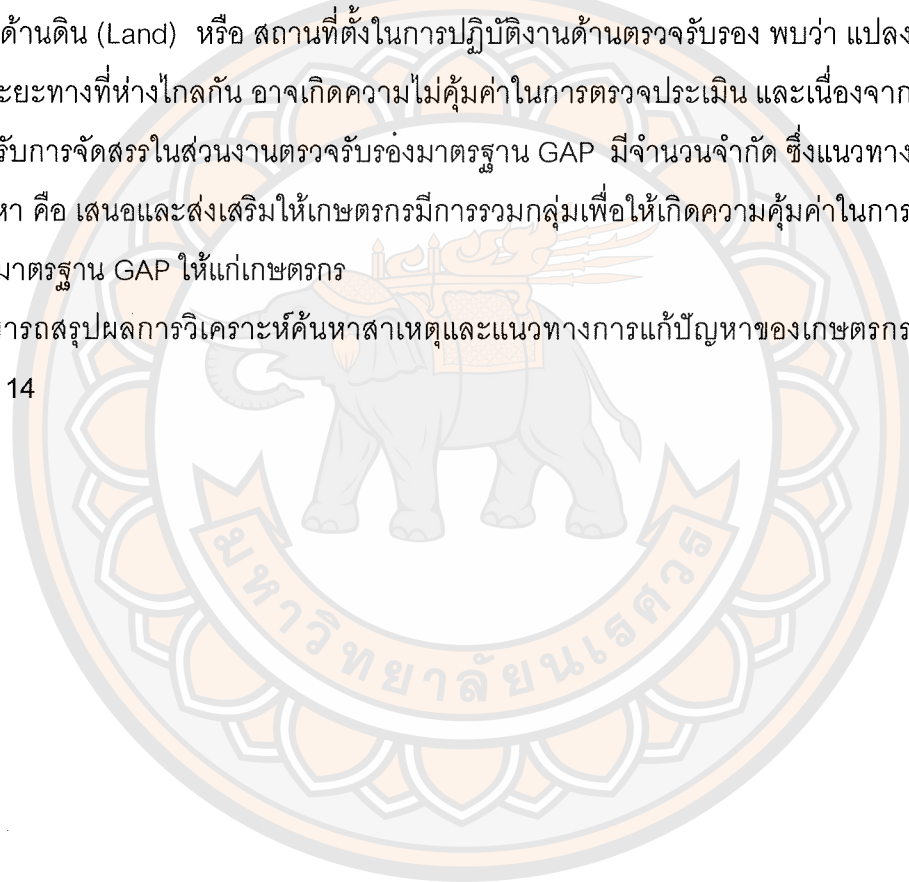 ด้านดิน (Land) หรือ สถานที่ตั้งในการปฏิบัติงานด้านตรวจรับรอง พบว่า แปลง
ะยะทางที่ห่างไกลกัน อาจเกิดความไม่คุ้มค่าในการตรวจประเมิน และเนื่องจาก
รับการจัดสรรในส่วนงานตรวจรับรองมาตรฐาน GAP มีจำนวนจำกัด ซึ่งแนวทาง
หา คือ เสนอและส่งเสริมให้เกษตรกรมีการรวมกลุ่มเพื่อให้เกิดความคุ้มค่าในการ
มาตรฐาน GAP ให้แก่เกษตรกร
ารถสรุปผลการวิเคราะห์ค้นหาสาเหตุและแนวทางการแก้ปัญหาของเกษตรกร
14
มหาวิทยาลัยนเรศวร